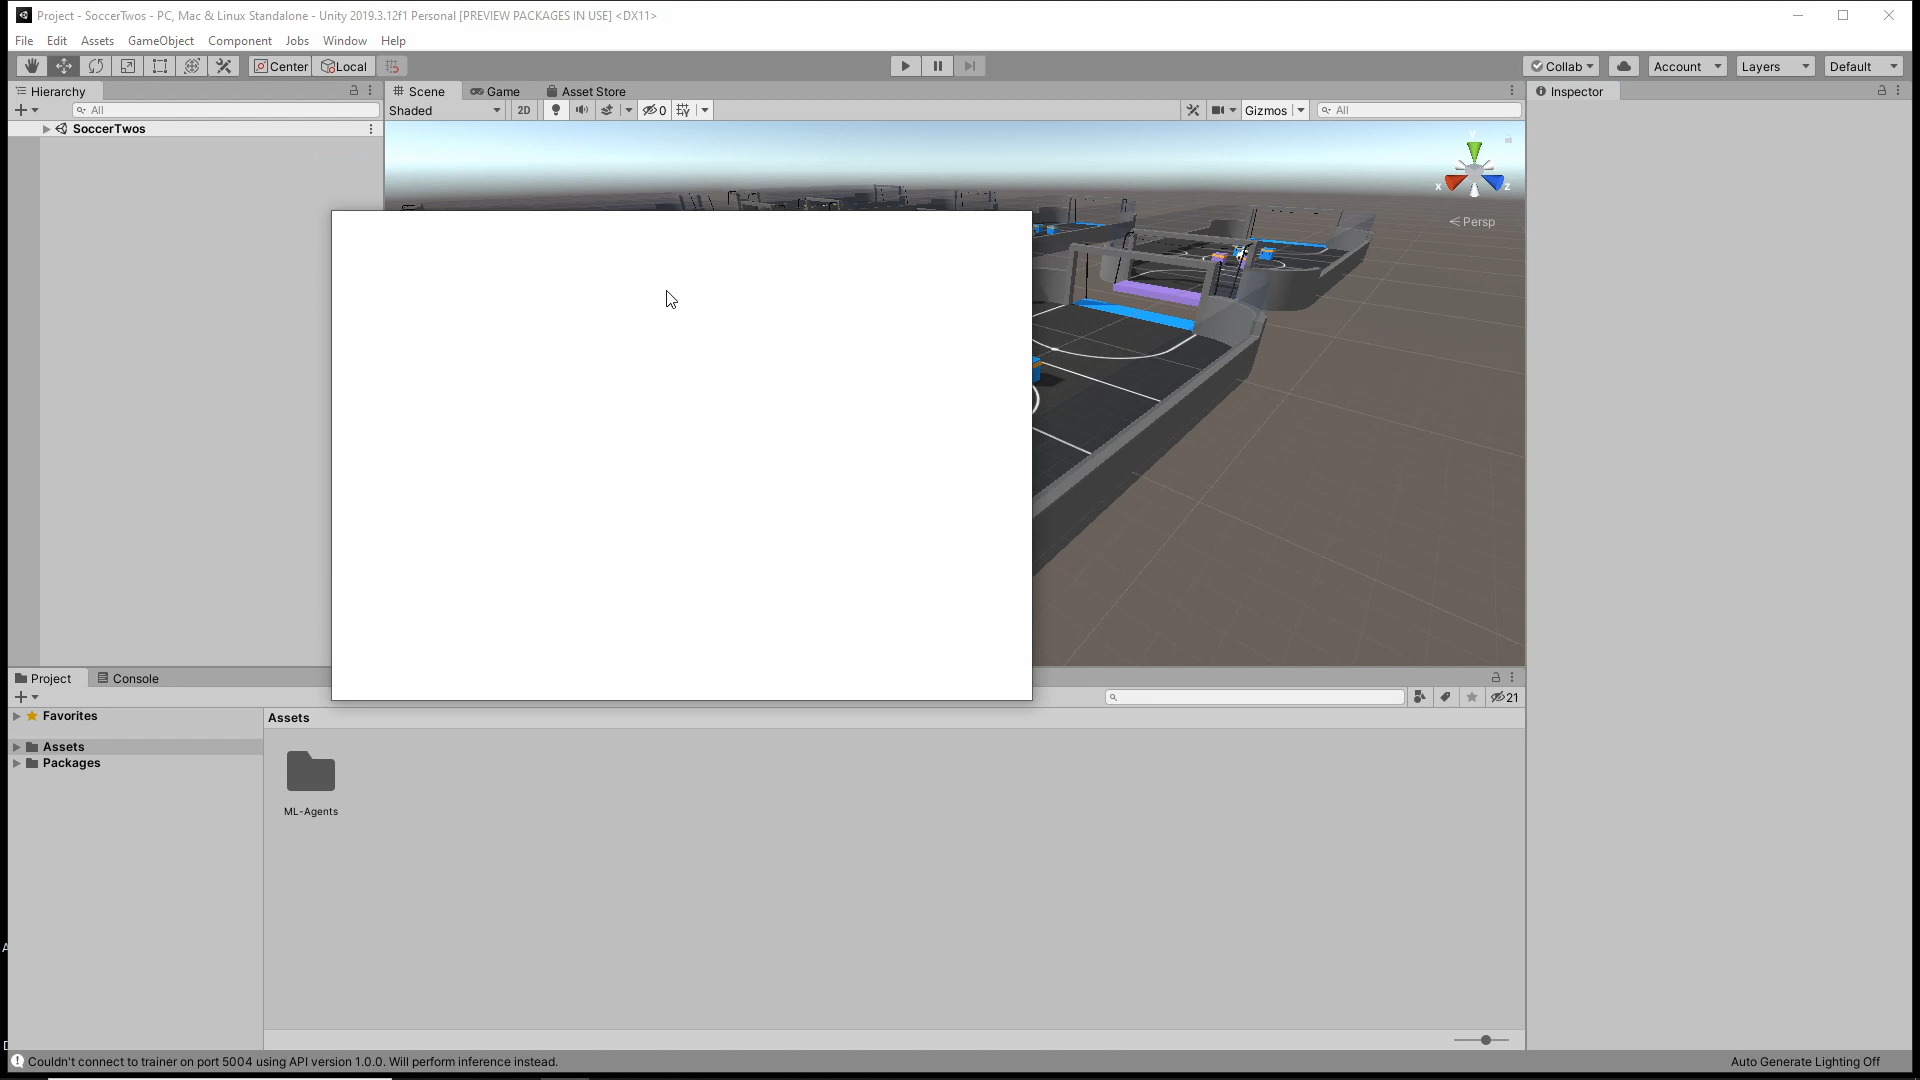 Project - SoccerTwos - PC, Mac & Linux Standalone - Unity 2019.3.12f1 Personal [PREVIEW PACKAGES IN USE] <DX11>
File Edit Assets GameObject Component Jobs Window Help
Center Local Collab Account Layers Default
Hierarchy Scene Game Asset Store Inspector
All Shaded 2D 0 Gizmos All
SoccerTwos
y
x z
Persp
Project Console
21
Favorites Assets
Assets
Packages
ML-Agents
Couldn't connect to trainer on port 5004 using API version 1.0.0. Will perform inference instead. Auto Generate Lighting Off